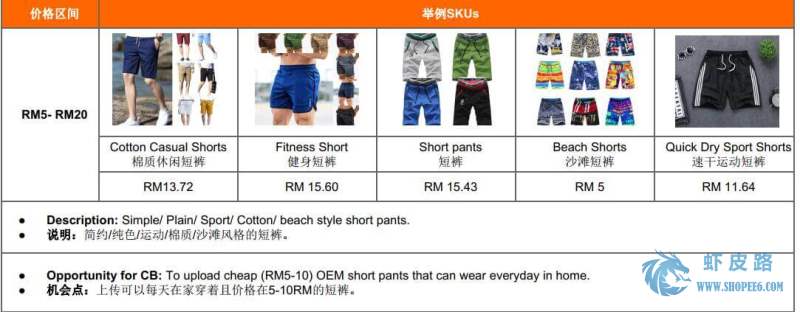 价格区间 举例SKUs
RM5- RM20
Cotton Casual Shorts Fitness Short Short pants Beach Shorts Quick Dry Sport Shorts
棉质休闲短裤 健身短裤 短裤 沙滩短裤 速干运动短裤
RM13.72 RM 15.60 RM 15.43 RM 5 RM 11.64
● Description: Simple/ Plain/ Sport/ Cotton/ beach style short pants.
● 说明：简约/纯色/运动/棉质/沙滩风格的短裤。
● Opportunity for CB: To upload cheap (RM5-10) OEM short pants that can wear everyday in home.
● 机会点：上传可以每天在家穿着且价格在5-10RM的短裤。
虾皮路
WWW.SHOPEE6.COM